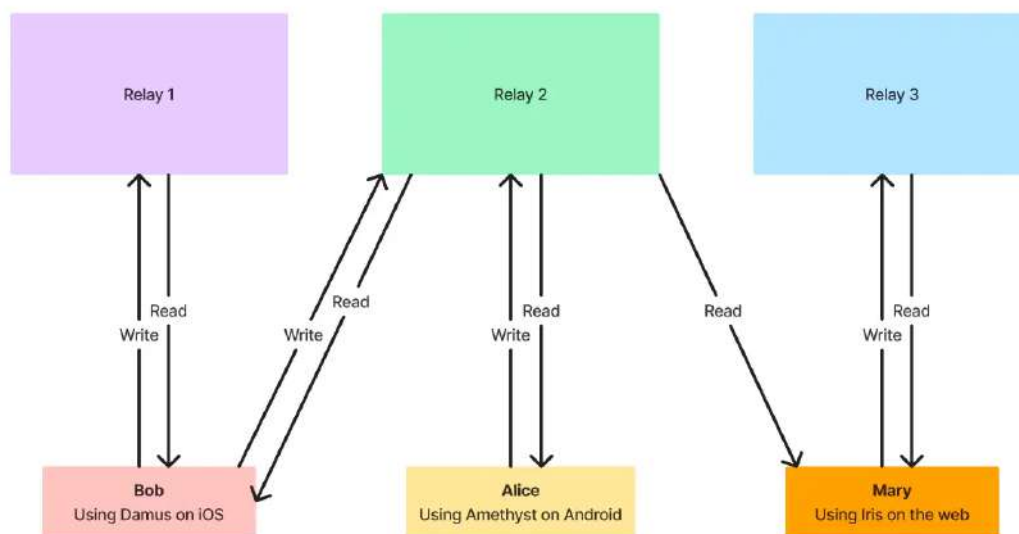 Relay 1
Relay 2
Relay 3
Read
Write
Write
Read
Read
Write
Read
Read
Write
Bob
Using Damus on iOS
Alice
Using Amethyst on Android
Mary
Using Iris on the web